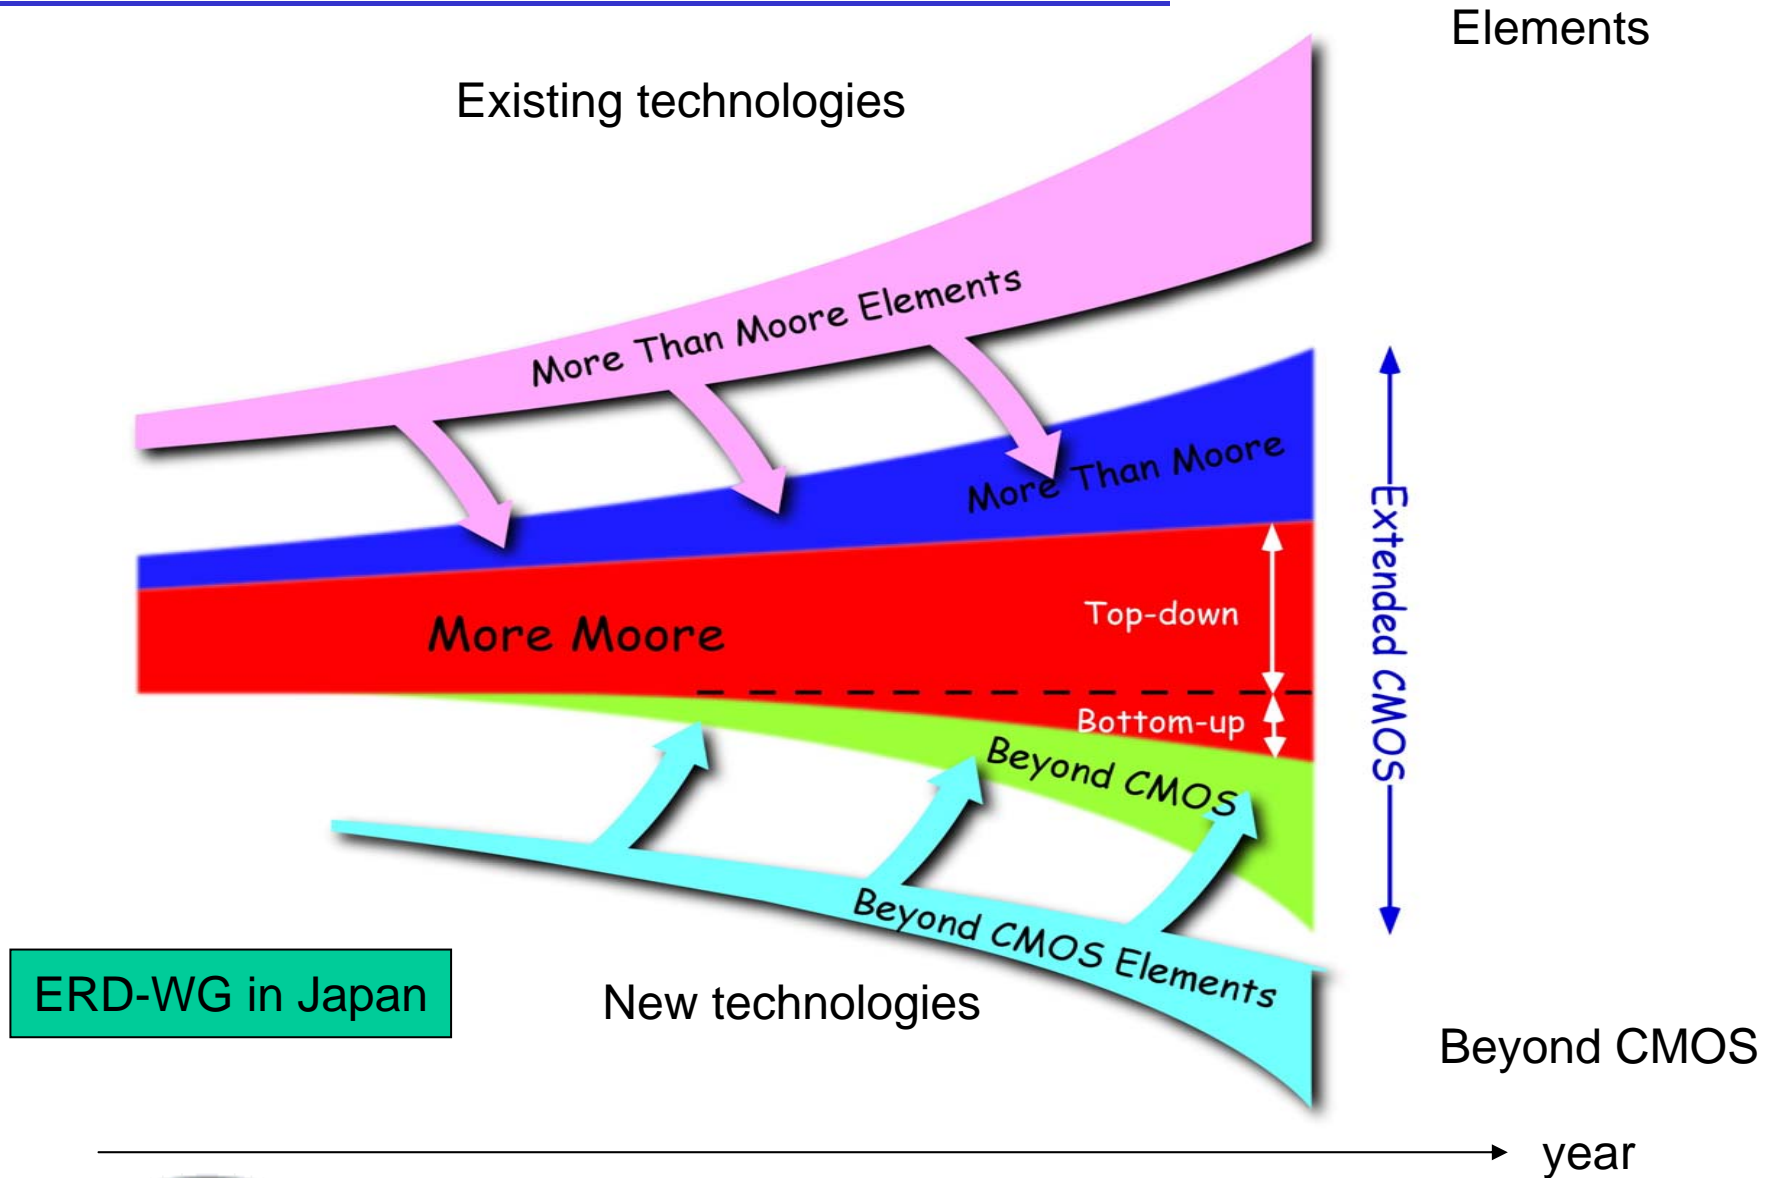 Elements
Existing technologies
More Than Moore Elements
More Than Moore
Extended CMOS
Top-down
More Moore
Bottom-up
Beyond CMOS
Beyond CMOS Elements
ERD-WG in Japan
New technologies
Beyond CMOS
year